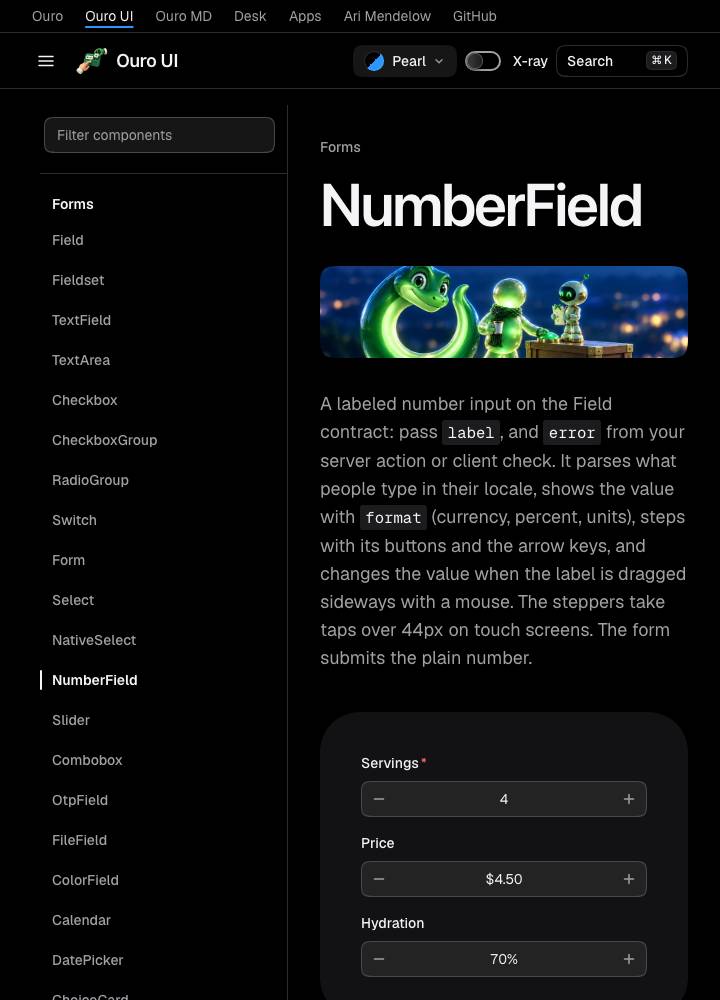 Ouro
Ouro UI
Ouro MD
Desk
Apps
Ari Mendelow
GitHub
Ouro UI
Pearl
X-ray
Search
⌘ K
Filter components
Forms
Field
Fieldset
TextField
TextArea
Checkbox
CheckboxGroup
RadioGroup
Switch
Form
Select
NativeSelect
NumberField
Slider
Combobox
OtpField
FileField
ColorField
Calendar
DatePicker
ChoiceCard
Forms
NumberField
A labeled number input on the Field
contract: pass label, and error from your
server action or client check. It parses what
people type in their locale, shows the value
with format (currency, percent, units), steps
with its buttons and the arrow keys, and
changes the value when the label is dragged
sideways with a mouse. The steppers take
taps over 44px on touch screens. The form
submits the plain number.
Servings*
− 4 +
Price
− $4.50 +
Hydration
− 70% +